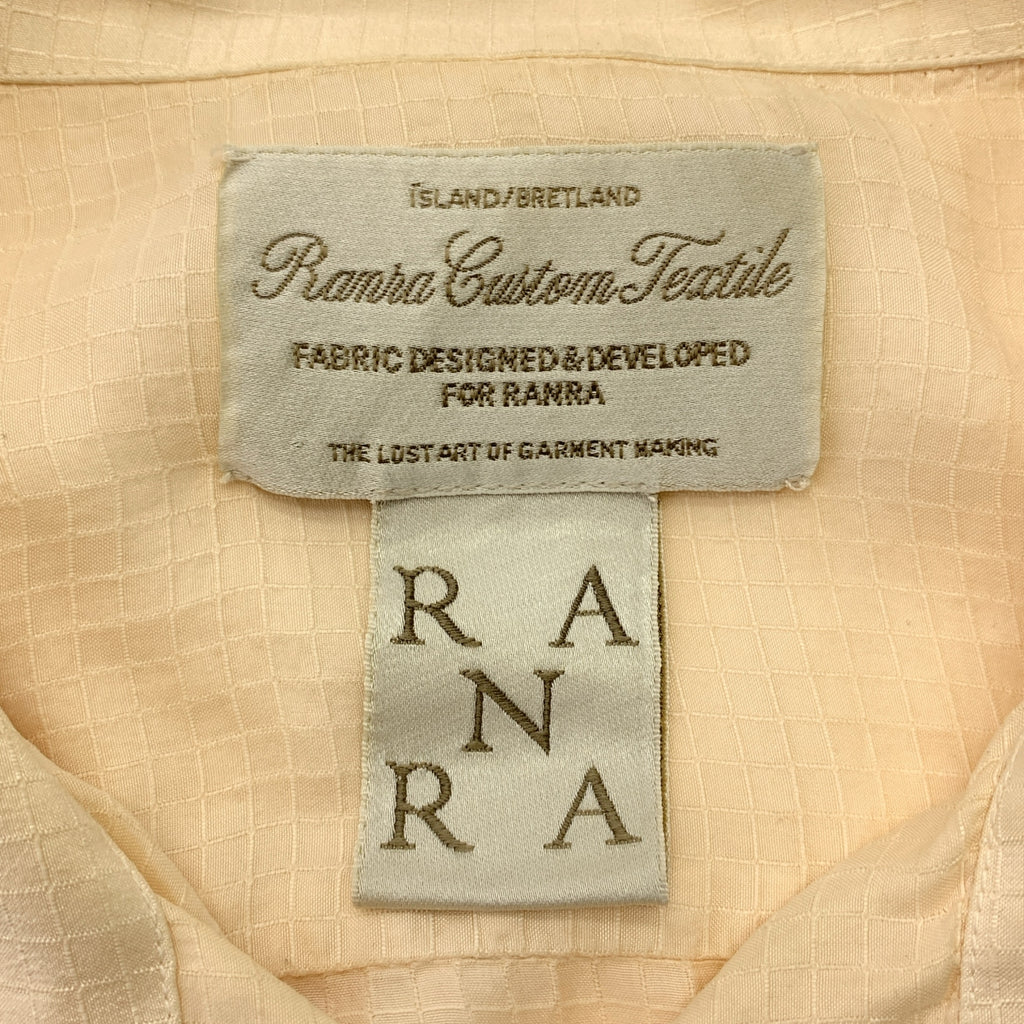 ÍSLAND/BRETLAND
Ranra Custom Textile
FABRIC DESIGNED & DEVELOPED
FOR RANRA
THE LOST ART OF GARMENT MAKING
R A
N
R A